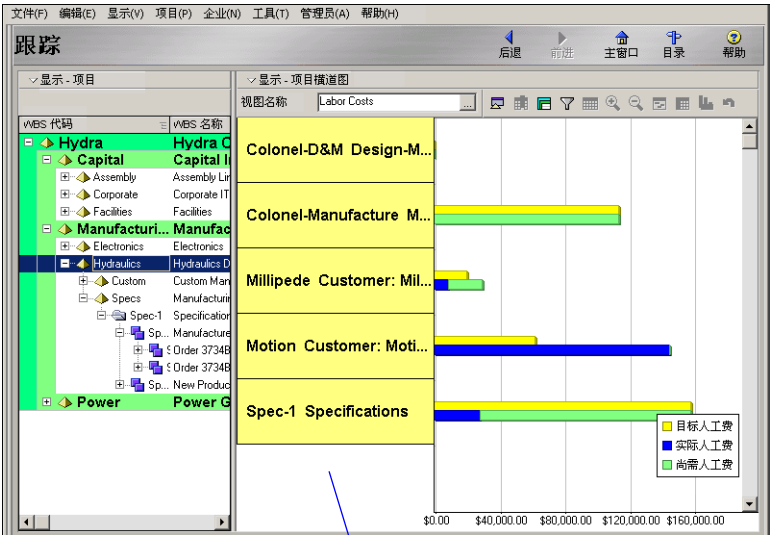 文件(F) 编辑(E) 显示(V) 项目(P) 企业(N) 工具(T) 管理员(A) 帮助(H)
跟踪
后退 前进 主窗口 目录 帮助
显示 - 项目
显示 - 项目横道图
视图名称 Labor Costs ...
WBS 代码 WBS 名称
Hydra Hydra C
Capital Capital I
Assembly Assembly Lin
Corporate Corporate IT
Facilities Facilities
Manufacturi... Manufac
Electronics Electronics
Hydraulics Hydraulics D
Custom Custom Man
Specs Manufacturin
Spec-1 Specification
Sp... Manufacture
S Order 3734B
S Order 3734B
Sp... New Produc
Power Power G
Colonel-D&M Design-M...
Colonel-Manufacture M...
Millipede Customer: Mil...
Motion Customer: Moti...
Spec-1 Specifications
目标人工费
实际人工费
尚需人工费
$0.00 $40,000.00 $80,000.00 $120,000.00 $160,000.00